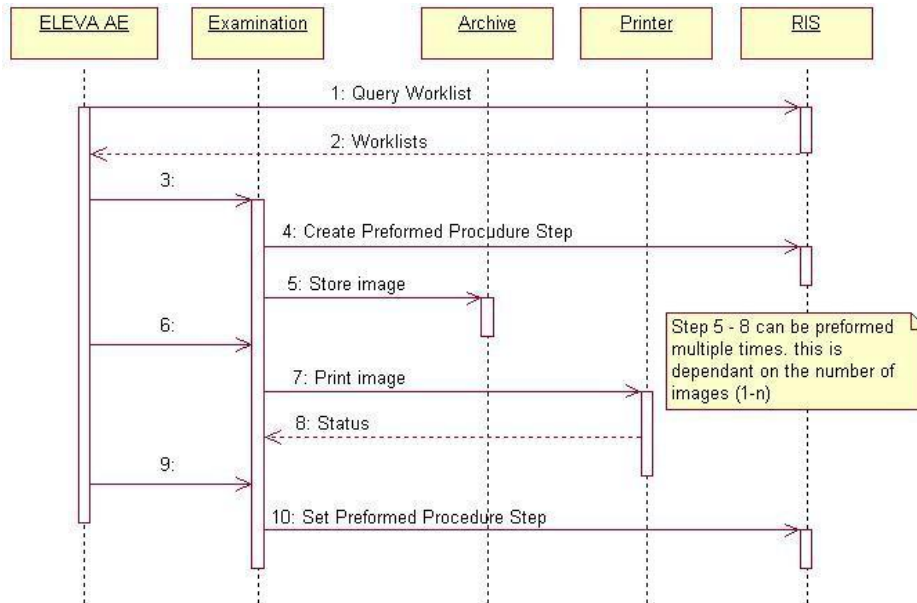 ELEVA AE
Examination
Archive
Printer
RIS
1: Query Worklist
2: Worklists
3:
4: Create Preformed Procudure Step
5: Store image
6:
Step 5 - 8 can be preformed
multiple times. this is
dependant on the number of
images (1-n)
7: Print image
8: Status
9:
10: Set Preformed Procedure Step